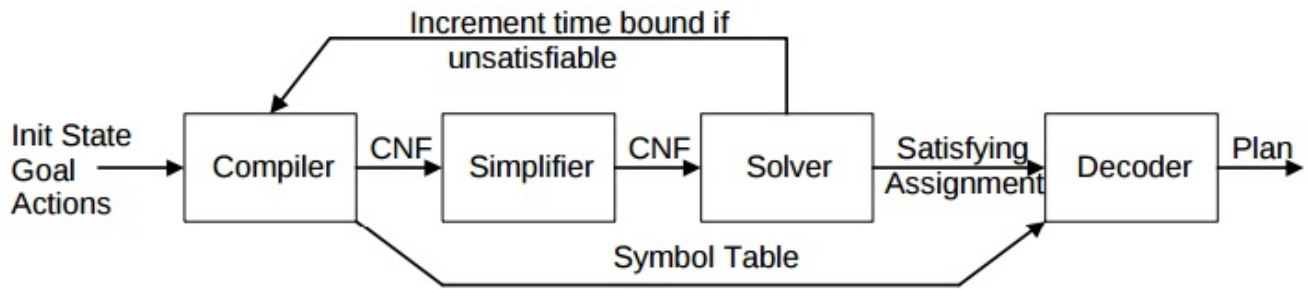 Increment time bound if
unsatisfiable
Init State
Goal
Actions
Compiler
CNF
Simplifier
CNF
Solver
Satisfying
Assignment
Decoder
Plan
Symbol Table